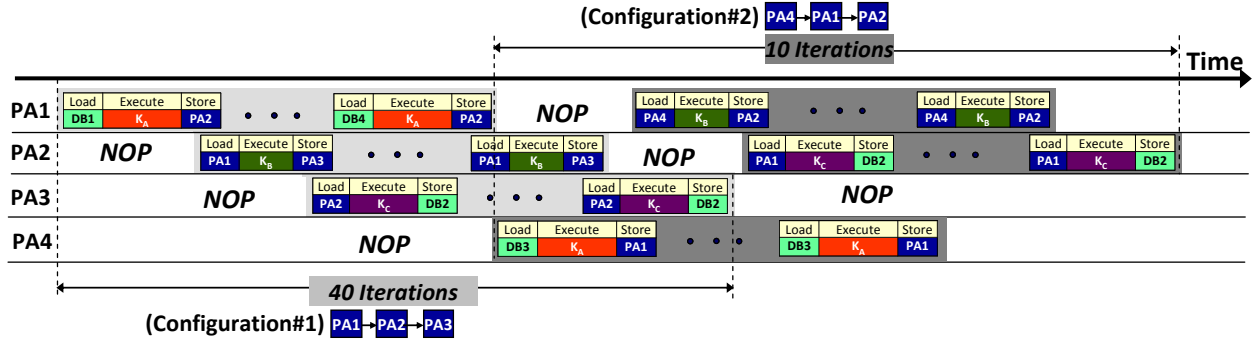 (Configuration#2) PA4 PA1 PA2
10 Iterations
Time
PA1
Load Execute Store
DB1 KA PA2
• • •
Load Execute Store
DB4 KA PA2
NOP
Load Execute Store
PA4 KB PA2
• • •
Load Execute Store
PA4 KB PA2
PA2
NOP
Load Execute Store
PA1 KB PA3
• • •
Load Execute Store
PA1 KB PA3
NOP
Load Execute Store
PA1 KC DB2
• • •
Load Execute Store
PA1 KC DB2
PA3
NOP
Load Execute Store
PA2 KC DB2
• • •
Load Execute Store
PA2 KC DB2
NOP
PA4
NOP
Load Execute Store
DB3 KA PA1
• • •
Load Execute Store
DB3 KA PA1
40 Iterations
(Configuration#1) PA1 PA2 PA3